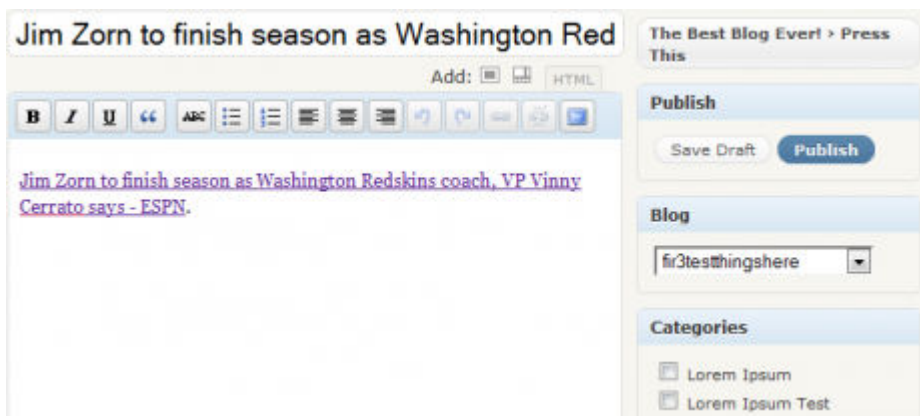 Jim Zorn to finish season as Washington Red
Add:
HTML
B I U “ ABC
Jim Zorn to finish season as Washington Redskins coach, VP Vinny
Cerrato says - ESPN.
The Best Blog Ever! › Press
This
Publish
Save Draft Publish
Blog
fir3testthingshere
Categories
Lorem Ipsum
Lorem Ipsum Test